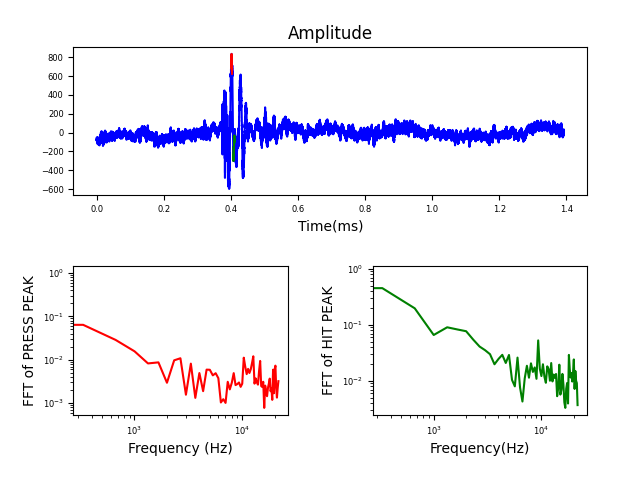 Amplitude
800
600
400
200
0
−200
−400
−600
0.0 0.2 0.4 0.6 0.8 1.0 1.2 1.4
Time(ms)
FFT of PRESS PEAK
10⁰
10⁻¹
10⁻²
10⁻³
10³ 10⁴
Frequency (Hz)
FFT of HIT PEAK
10⁰
10⁻¹
10⁻²
10³ 10⁴
Frequency(Hz)